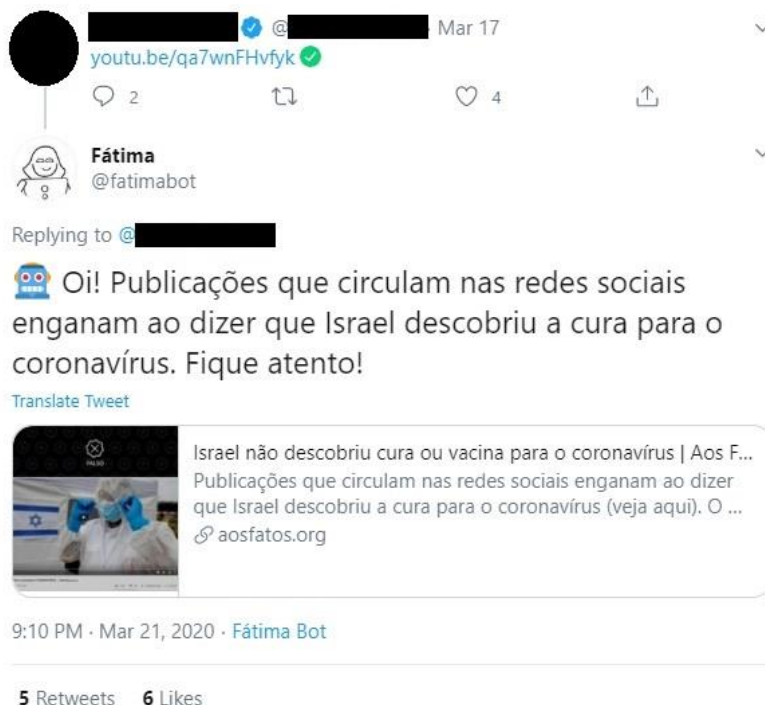 @ Mar 17
youtu.be/qa7wnFHvfyk
2 4
Fátima
@fatimabot
Replying to @
Oi! Publicações que circulam nas redes sociais
enganam ao dizer que Israel descobriu a cura para o
coronavírus. Fique atento!
Translate Tweet
FALSO
Israel não descobriu cura ou vacina para o coronavírus | Aos F...
Publicações que circulam nas redes sociais enganam ao dizer
que Israel descobriu a cura para o coronavírus (veja aqui). O ...
aosfatos.org
9:10 PM · Mar 21, 2020 · Fátima Bot
5 Retweets 6 Likes